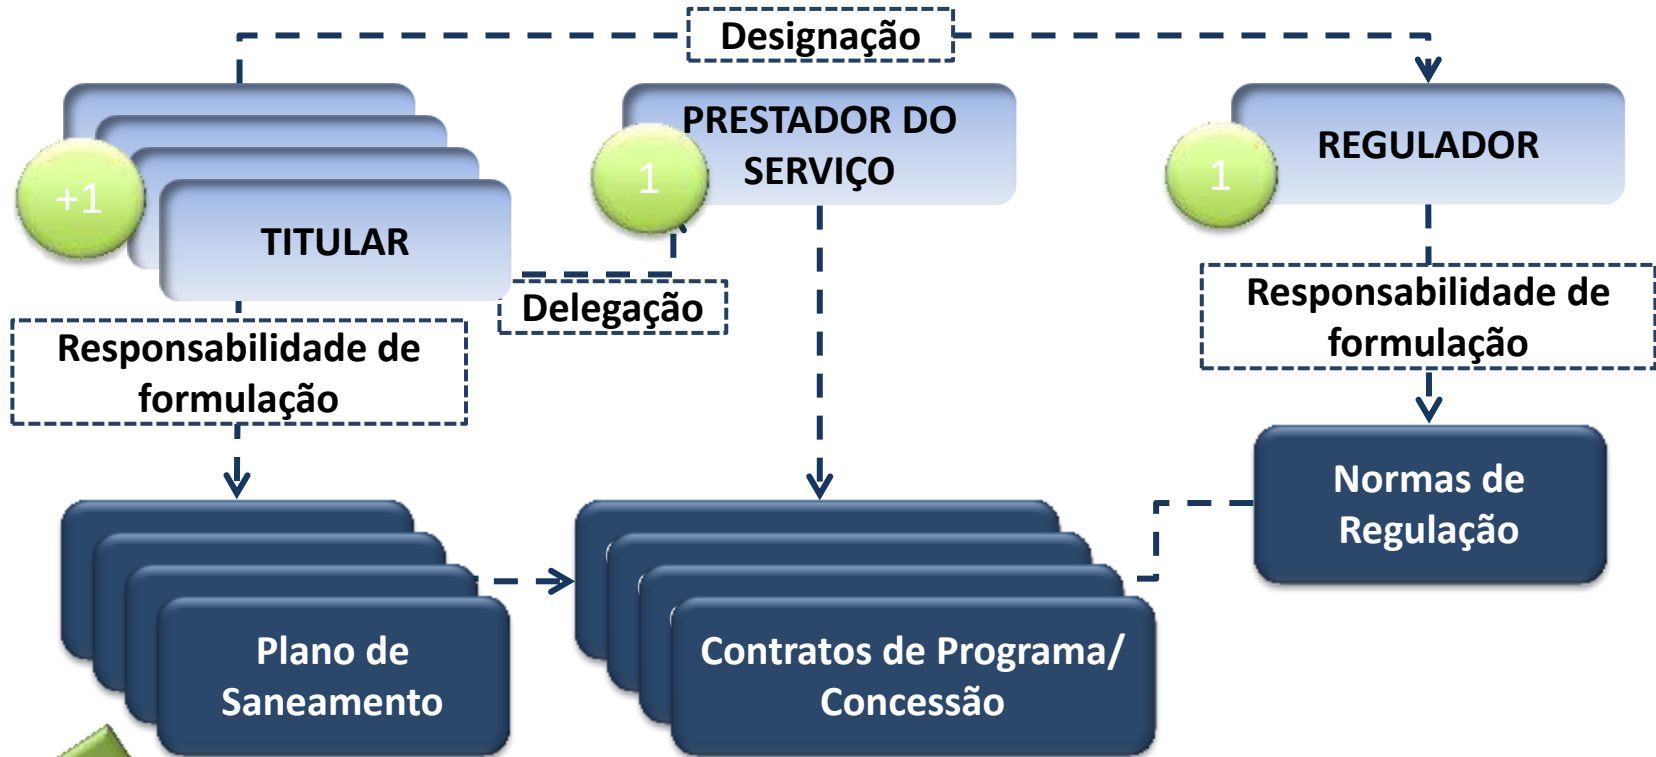 Designação
PRESTADOR DO
SERVIÇO
1
REGULADOR
1
+1
TITULAR
Delegação
Responsabilidade de
formulação
Responsabilidade de
formulação
Normas de
Regulação
Plano de
Saneamento
Contratos de Programa/
Concessão